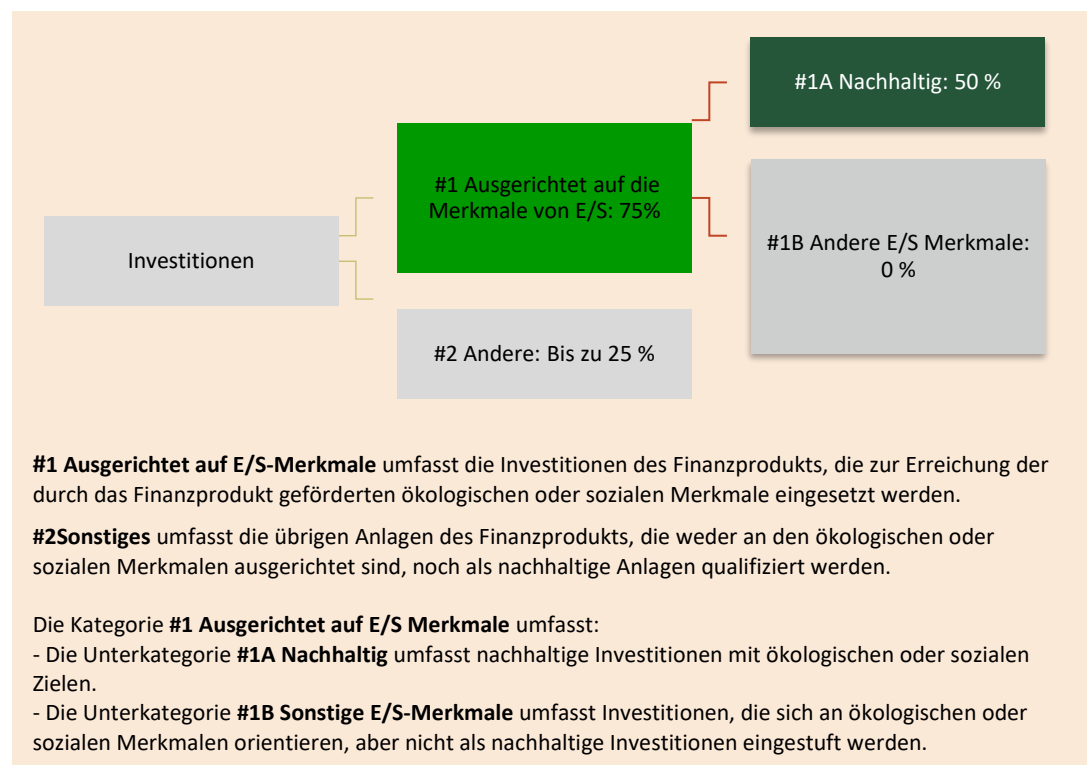 #1A Nachhaltig: 50 %
#1 Ausgerichtet auf die
Merkmale von E/S: 75%
#1B Andere E/S Merkmale:
0 %
Investitionen
#2 Andere: Bis zu 25 %
#1 Ausgerichtet auf E/S-Merkmale umfasst die Investitionen des Finanzprodukts, die zur Erreichung der
durch das Finanzprodukt geförderten ökologischen oder sozialen Merkmale eingesetzt werden.
#2Sonstiges umfasst die übrigen Anlagen des Finanzprodukts, die weder an den ökologischen oder
sozialen Merkmalen ausgerichtet sind, noch als nachhaltige Anlagen qualifiziert werden.
Die Kategorie #1 Ausgerichtet auf E/S Merkmale umfasst:
- Die Unterkategorie #1A Nachhaltig umfasst nachhaltige Investitionen mit ökologischen oder sozialen
Zielen.
- Die Unterkategorie #1B Sonstige E/S-Merkmale umfasst Investitionen, die sich an ökologischen oder
sozialen Merkmalen orientieren, aber nicht als nachhaltige Investitionen eingestuft werden.